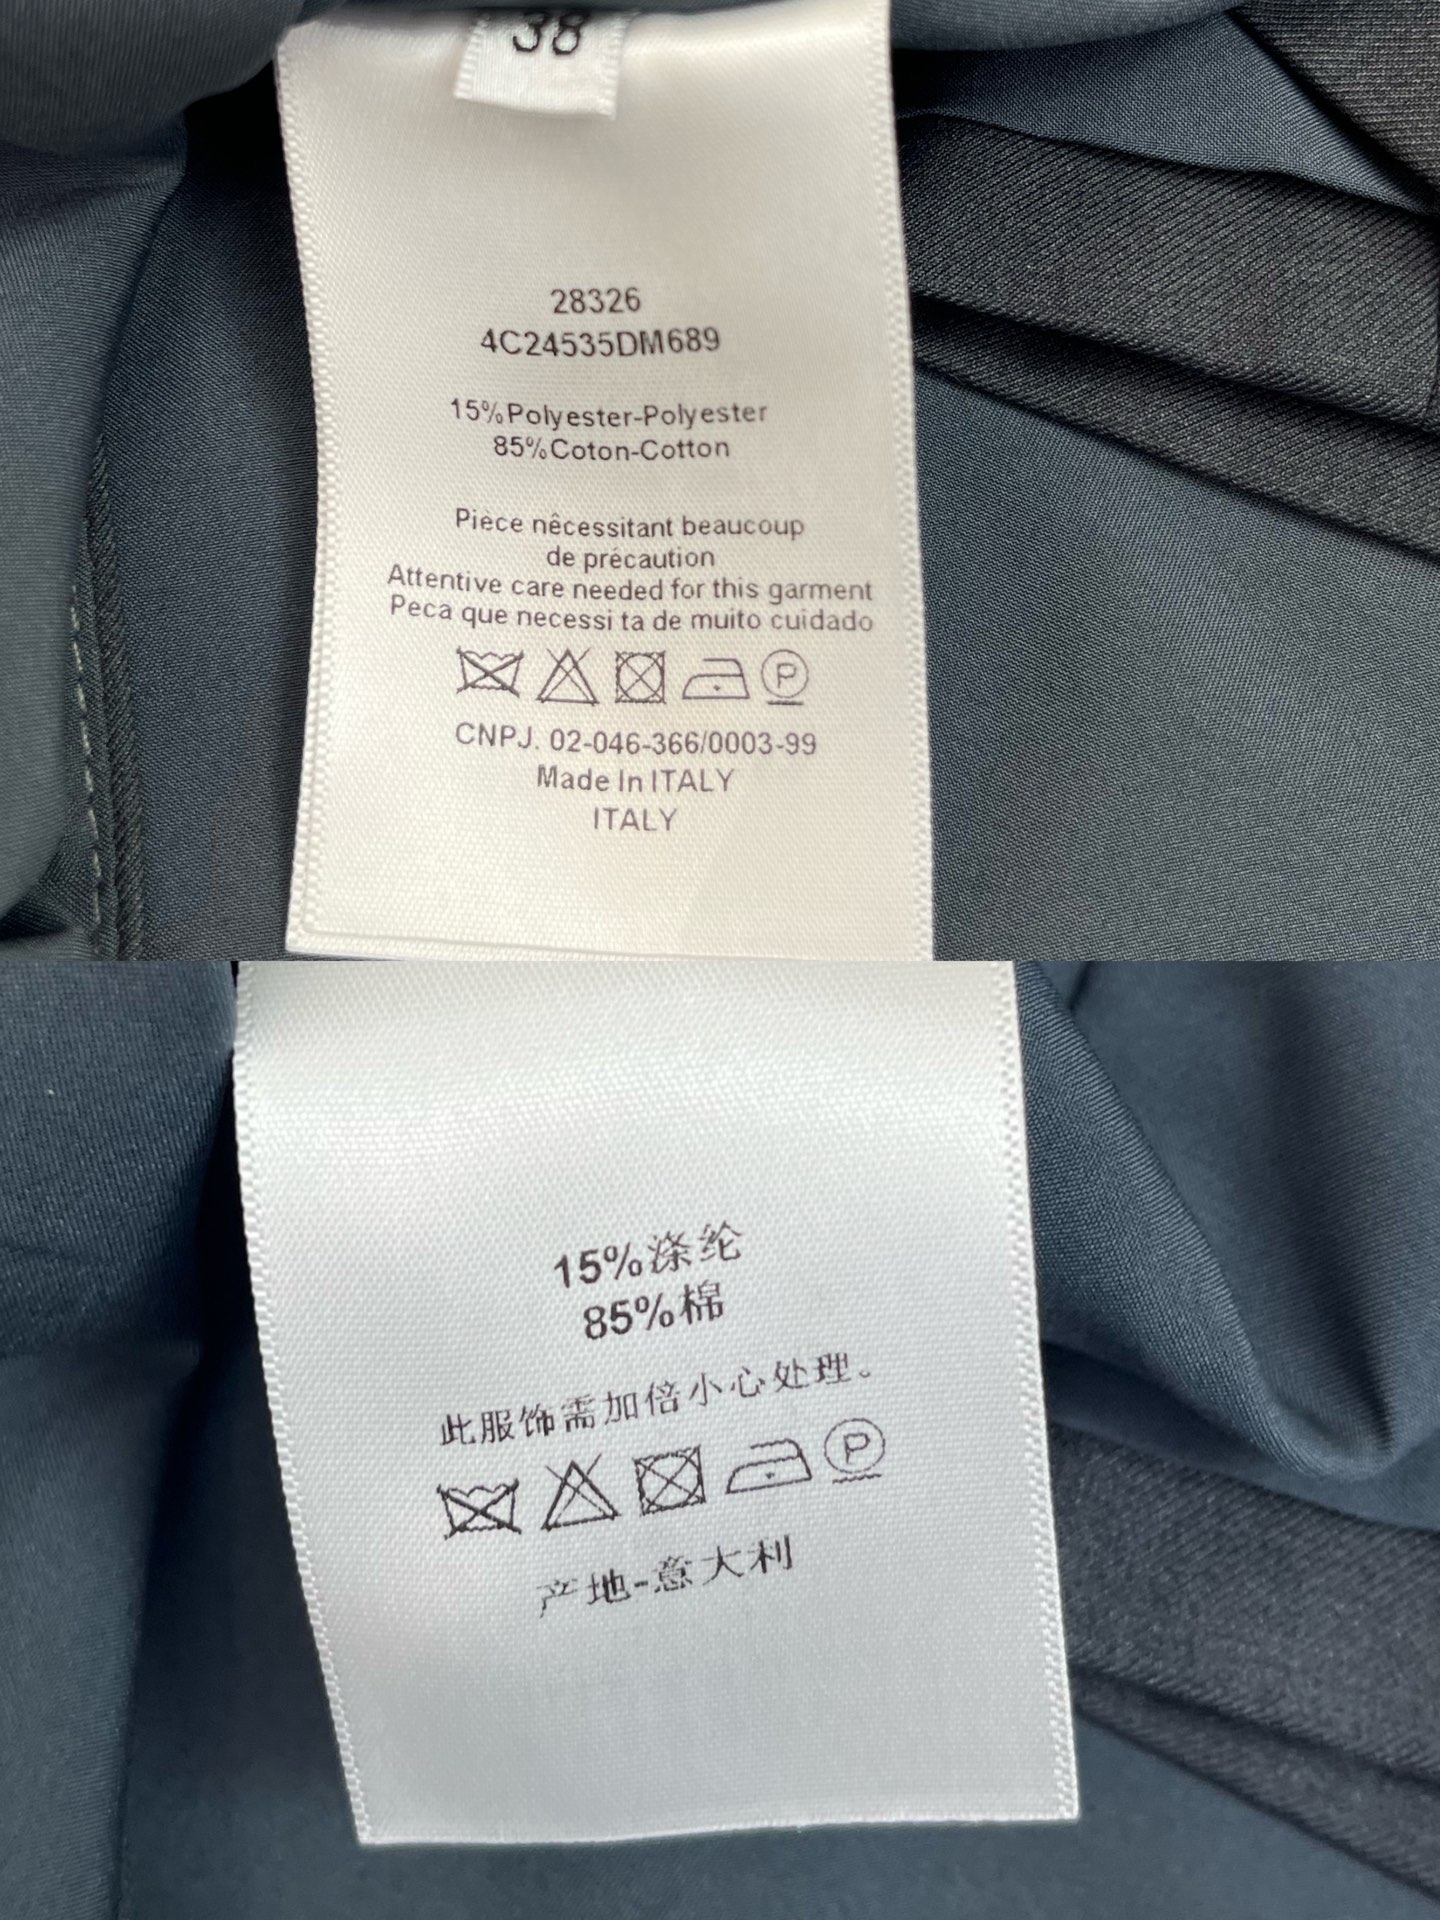 38
28326
4C24535DM689
15%Polyester-Polyester
85%Coton-Cotton
Pièce nêcessitant beaucoup
de précaution
Attentive care needed for this garment
Peca que necessi ta de muito cuidado
P
CNPJ. 02-046-366/0003-99
Made In ITALY
ITALY
15%涤纶
85%棉
此服饰需加倍小心处理。
P
产地-意大利